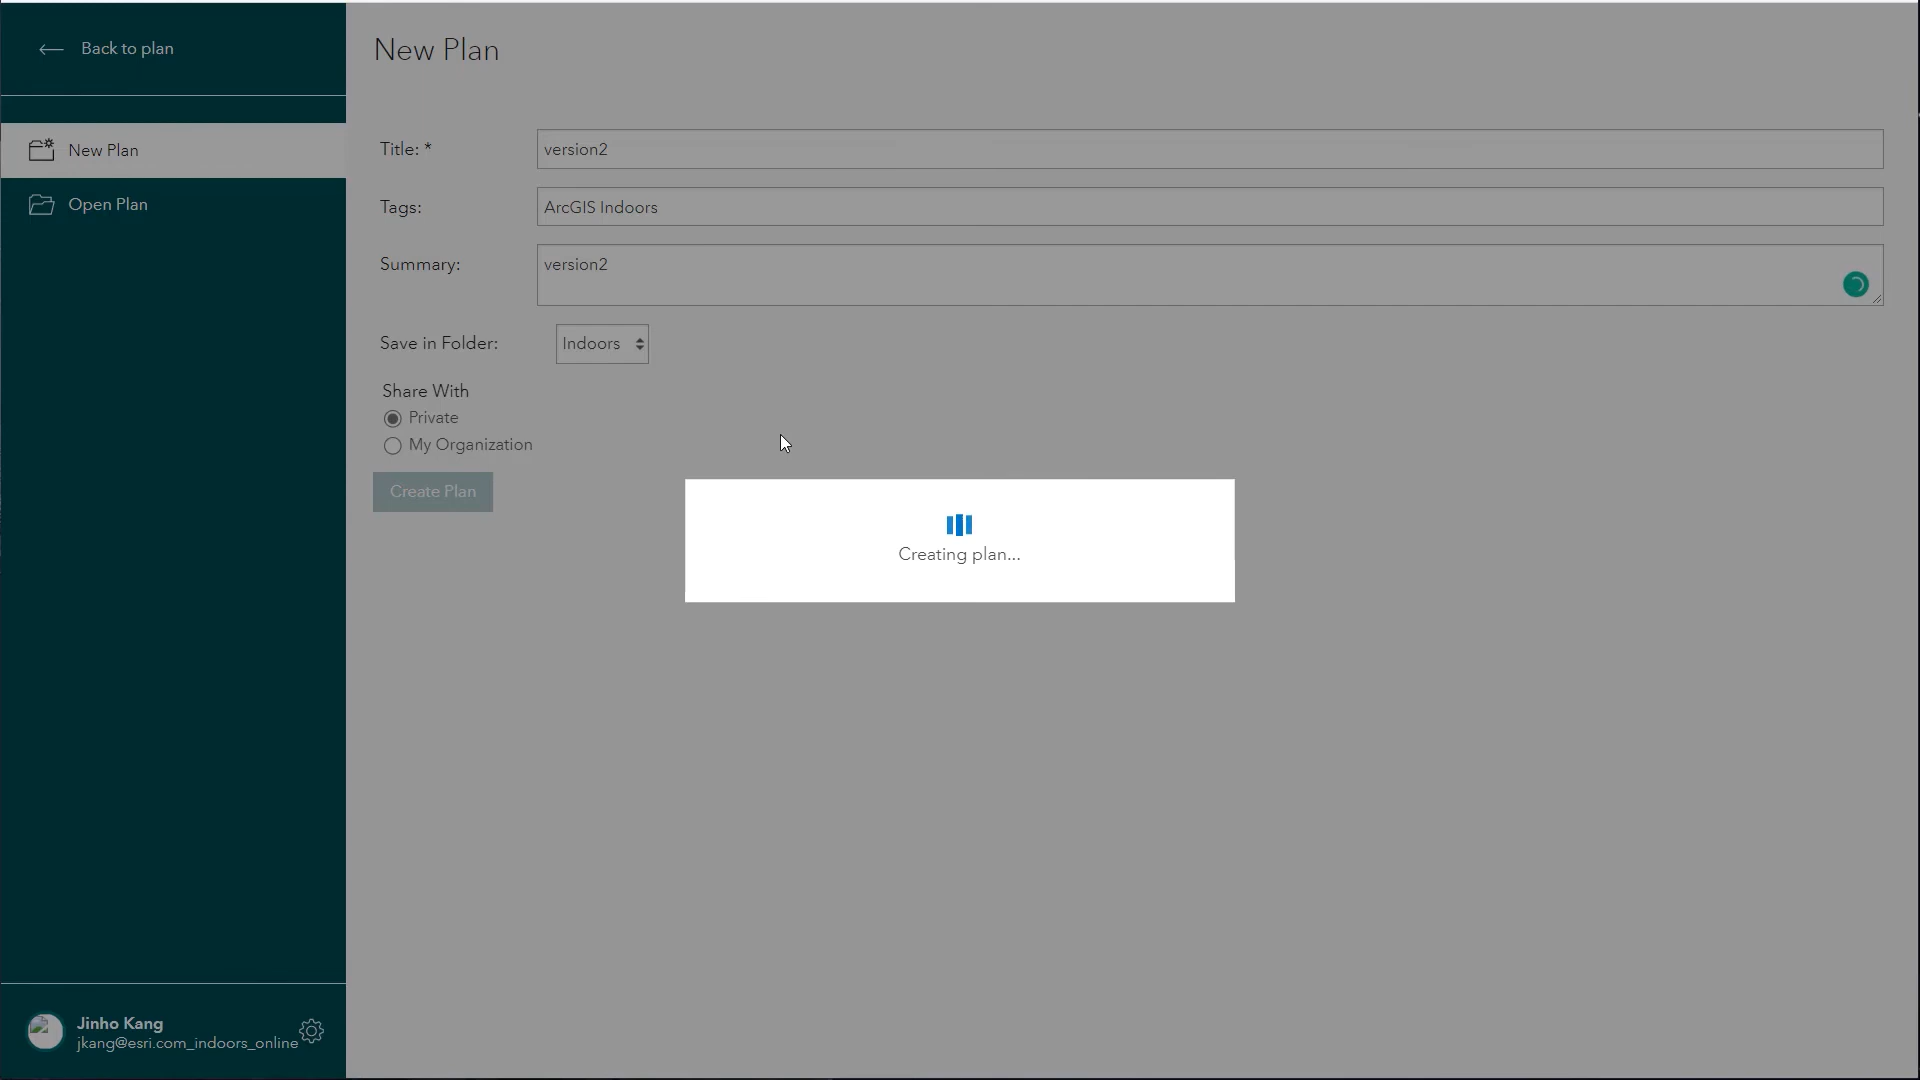 Back to plan
New Plan
Open Plan
New Plan
Title: *
version2
Tags:
ArcGIS Indoors
Summary:
version2
Save in Folder:
Indoors
Share With
Private
My Organization
Create Plan
Creating plan...
Jinho Kang
jkang@esri.com_indoors_online